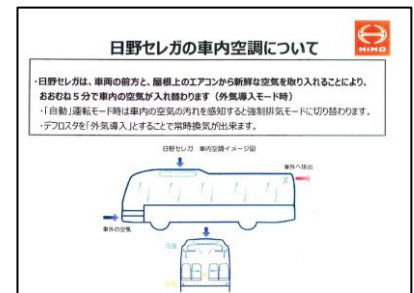 日野セレガの車内空調について
HINO
・日野セレガは、車両の前方と、屋根上のエアコンから新鮮な空気を取り入れることにより、
おおむね５分で車内の空気が入れ替わります（外気導入モード時）
・「自動」運転モード時は車内の空気の汚れを感知すると強制排気モードに切り替わります。
・デフロスタを「外気導入」とすることで常時換気が出来ます。
日野セレガ 車内空調イメージ図
車外へ排出
車外の空気
冷風